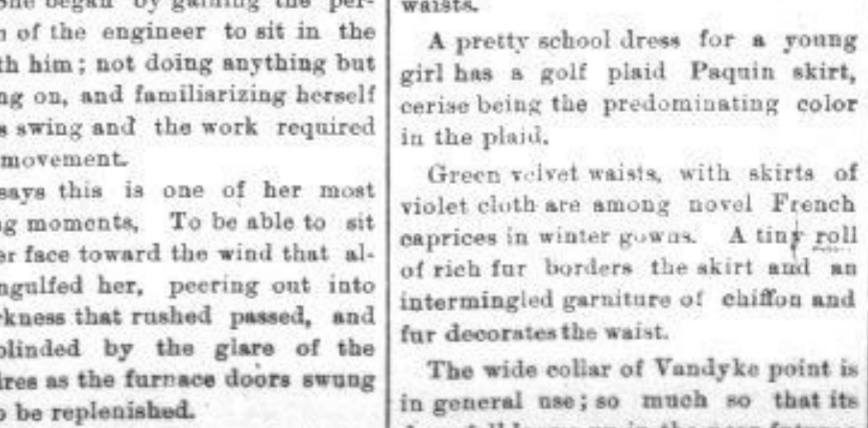 began by gaining the per-
of the engineer to sit in the
th him; not doing anything but
ng on, and familiarizing herself
s swing and the work required
movement.
says this is one of her most
g moments, To be able to sit
er face toward the wind that al-
ngulfed her, peering out into
rkness that rushed passed, and
blinded by the glare of the
ires as the furnace doors swung
o be replenished.
waists.
A pretty school dress for a young
girl has a golf plaid Paquin skirt,
cerise being the predominating color
in the plaid.
Green velvet waists, with skirts of
violet cloth are among novel French
caprices in winter gowns. A tiny roll
of rich fur borders the skirt and an
intermingled garniture of chiffon and
fur decorates the waist.
The wide collar of Vandyke point is
in general use; so much so that its